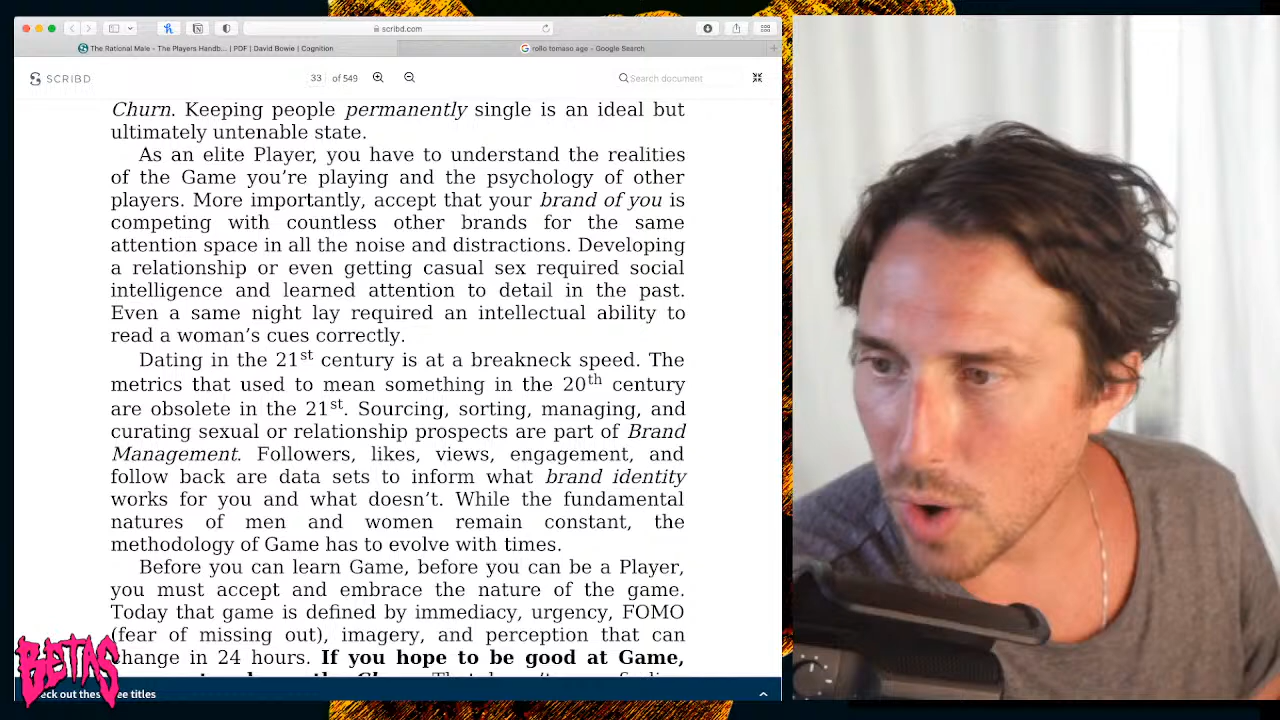 scribd.com
The Rational Male - The Players Handb... | PDF | David Bowie | Cognition
rollo tomaso age - Google Search
SCRIBD
33 of 549
Search document
Churn. Keeping people permanently single is an ideal but
ultimately untenable state.
As an elite Player, you have to understand the realities
of the Game you’re playing and the psychology of other
players. More importantly, accept that your brand of you is
competing with countless other brands for the same
attention space in all the noise and distractions. Developing
a relationship or even getting casual sex required social
intelligence and learned attention to detail in the past.
Even a same night lay required an intellectual ability to
read a woman’s cues correctly.
Dating in the 21st century is at a breakneck speed. The
metrics that used to mean something in the 20th century
are obsolete in the 21st. Sourcing, sorting, managing, and
curating sexual or relationship prospects are part of Brand
Management. Followers, likes, views, engagement, and
follow back are data sets to inform what brand identity
works for you and what doesn’t. While the fundamental
natures of men and women remain constant, the
methodology of Game has to evolve with times.
Before you can learn Game, before you can be a Player,
you must accept and embrace the nature of the game.
Today that game is defined by immediacy, urgency, FOMO
(fear of missing out), imagery, and perception that can
change in 24 hours. If you hope to be good at Game,
BETAS